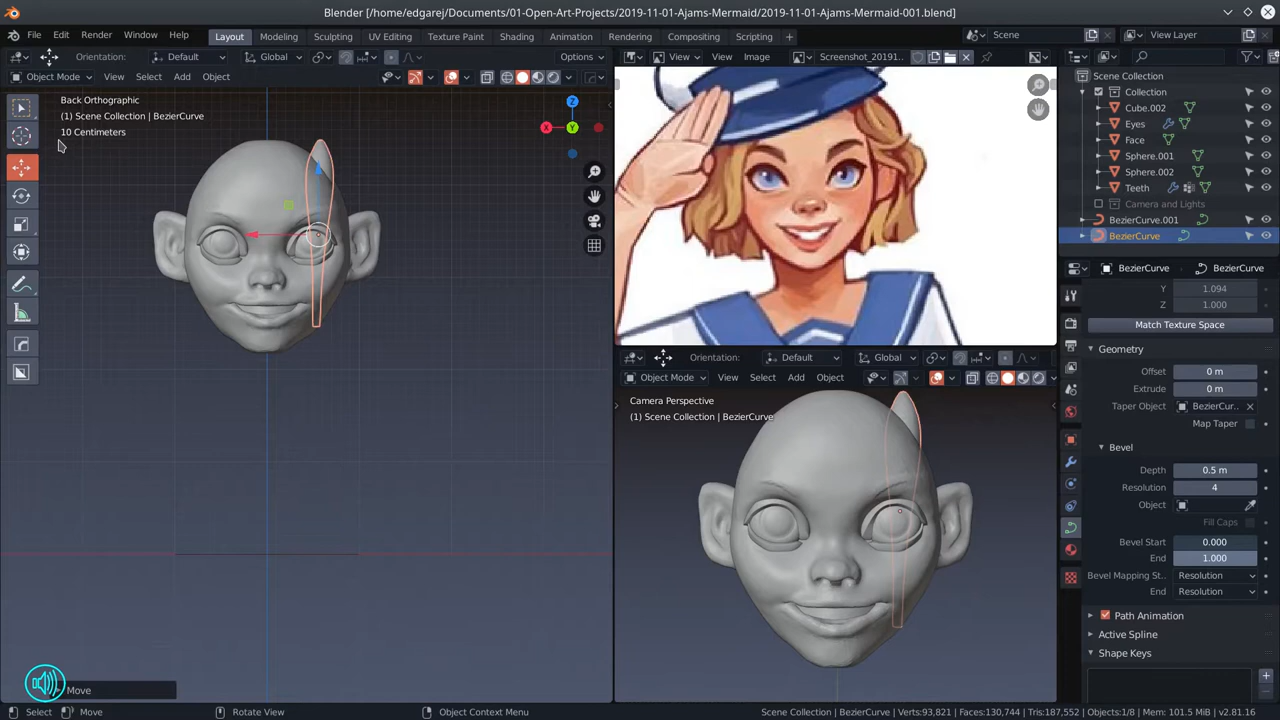 Blender [/home/edgarej/Documents/01-Open-Art-Projects/2019-11-01-Ajams-Mermaid/2019-11-01-Ajams-Mermaid-001.blend]
File Edit Render Window Help Layout Modeling Sculpting UV Editing Texture Paint Shading Animation Rendering Compositing Scripting + Scene View Layer
Orientation: Default Global Options
Object Mode View Select Add Object
Back Orthographic
(1) Scene Collection | BezierCurve
10 Centimeters
Z
X
Y
Move
View View Image Screenshot_20191..
Orientation: Default Global
Object Mode View Select Add Object
Camera Perspective
(1) Scene Collection | BezierCurve
Scene Collection
Collection
Cube.002
Eyes
Face
Sphere.001
Sphere.002
Teeth
Camera and Lights
BezierCurve.001
BezierCurve
BezierCurve BezierCurve
Y 1.094
Z 1.000
Match Texture Space
Geometry
Offset 0 m
Extrude 0 m
Taper Object BezierCur..
Map Taper
Bevel
Depth 0.5 m
Resolution 4
Object
Fill Caps
Bevel Start 0.000
End 1.000
Bevel Mapping St.. Resolution
End Resolution
Path Animation
Active Spline
Shape Keys
Select Move Rotate View Object Context Menu Scene Collection | BezierCurve | Verts:93,821 | Faces:130,744 | Tris:187,552 | Objects:1/8 | Mem: 101.5 MiB | v2.81.16